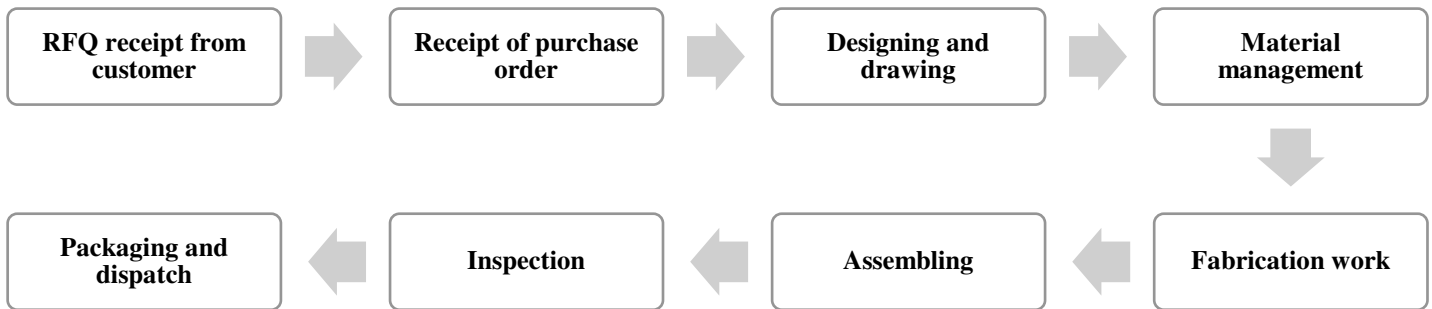 RFQ receipt from
customer
Receipt of purchase
order
Designing and
drawing
Material
management
Fabrication work
Assembling
Inspection
Packaging and
dispatch